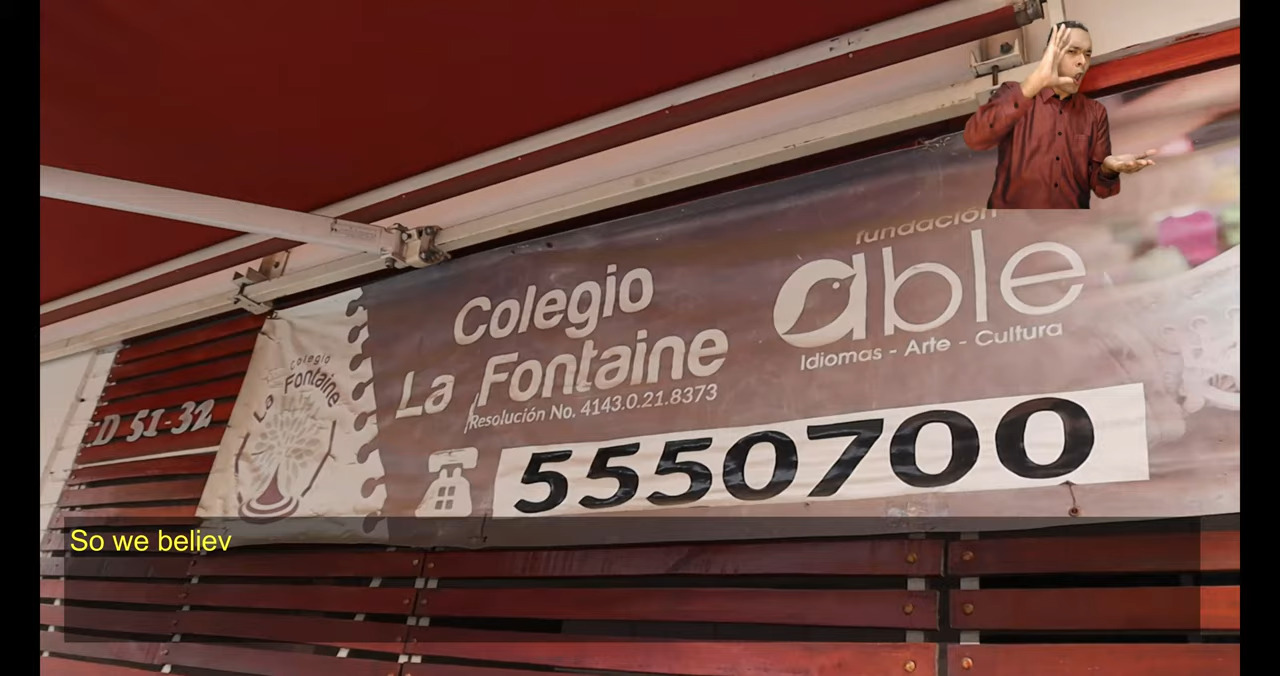 fundación
able
Idiomas - Arte - Cultura
Colegio
La Fontaine
Resolución No. 4143.0.21.8373
5550700
colegio
La Fontaine
D 51-32
So we believ